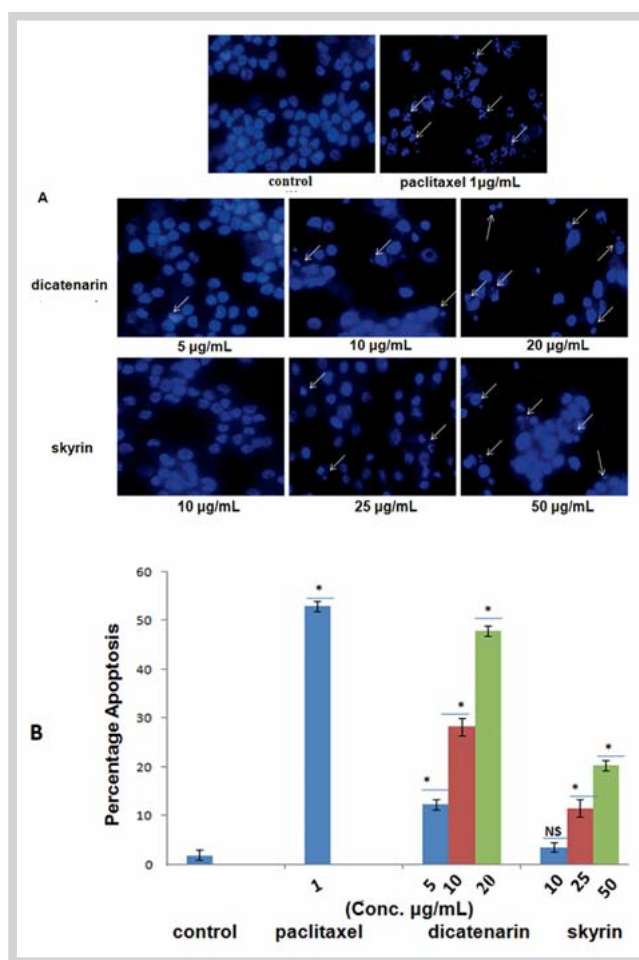 control
paclitaxel 1µg/mL
A
dicatenarin
5 µg/mL
10 µg/mL
20 µg/mL
skyrin
10 µg/mL
25 µg/mL
50 µg/mL
B
Percentage Apoptosis
60
50
40
30
20
10
0
*
*
*
*
NS
*
*
1
5
10
20
10
25
50
(Conc. µg/mL)
control
paclitaxel
dicatenarin
skyrin